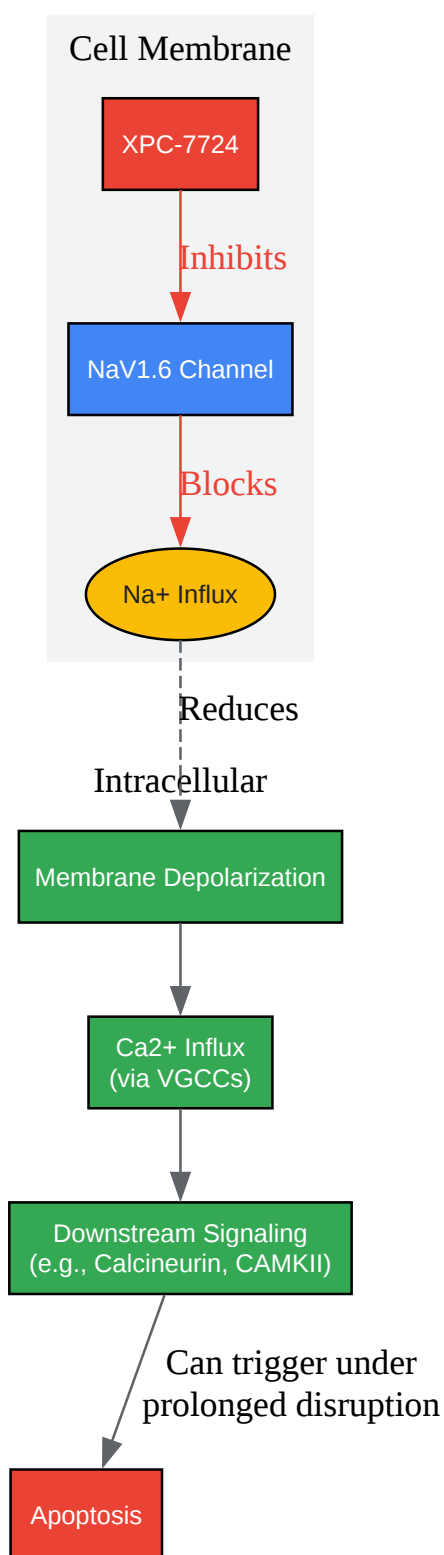 Cell Membrane
XPC-7724
Inhibits
NaV1.6 Channel
Blocks
Na+ Influx
Reduces
Intracellular
Membrane Depolarization
Ca2+ Influx
(via VGCCs)
Downstream Signaling
(e.g., Calcineurin, CAMKII)
Can trigger under
prolonged disruption
Apoptosis